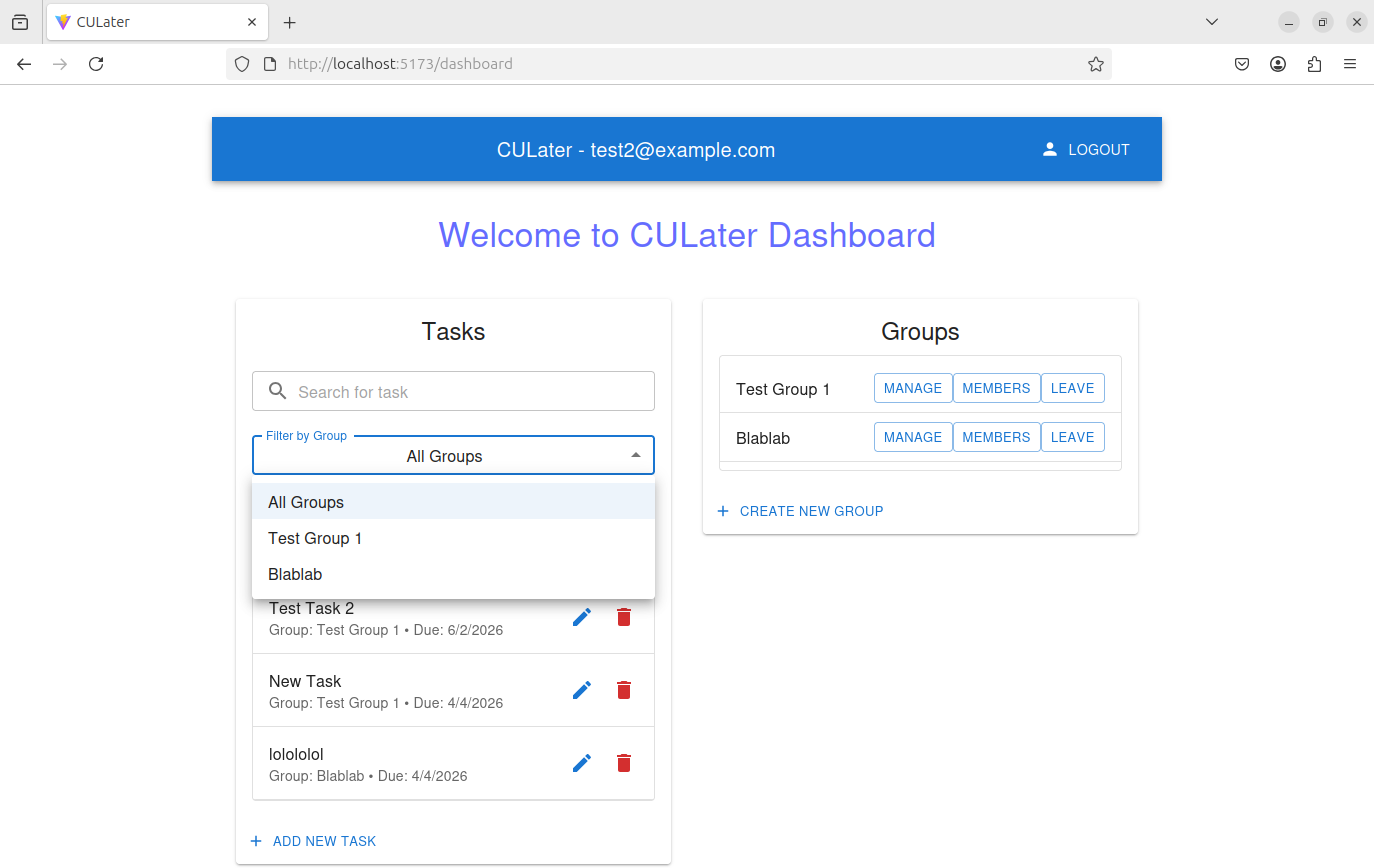 CULater
http://localhost:5173/dashboard
CULater - test2@example.com
LOGOUT
Welcome to CULater Dashboard
Tasks
Search for task
Filter by Group
All Groups
All Groups
Test Group 1
Blablab
Test Task 2
Group: Test Group 1 • Due: 6/2/2026
New Task
Group: Test Group 1 • Due: 4/4/2026
lolololol
Group: Blablab • Due: 4/4/2026
ADD NEW TASK
Groups
Test Group 1 MANAGE MEMBERS LEAVE
Blablab MANAGE MEMBERS LEAVE
CREATE NEW GROUP